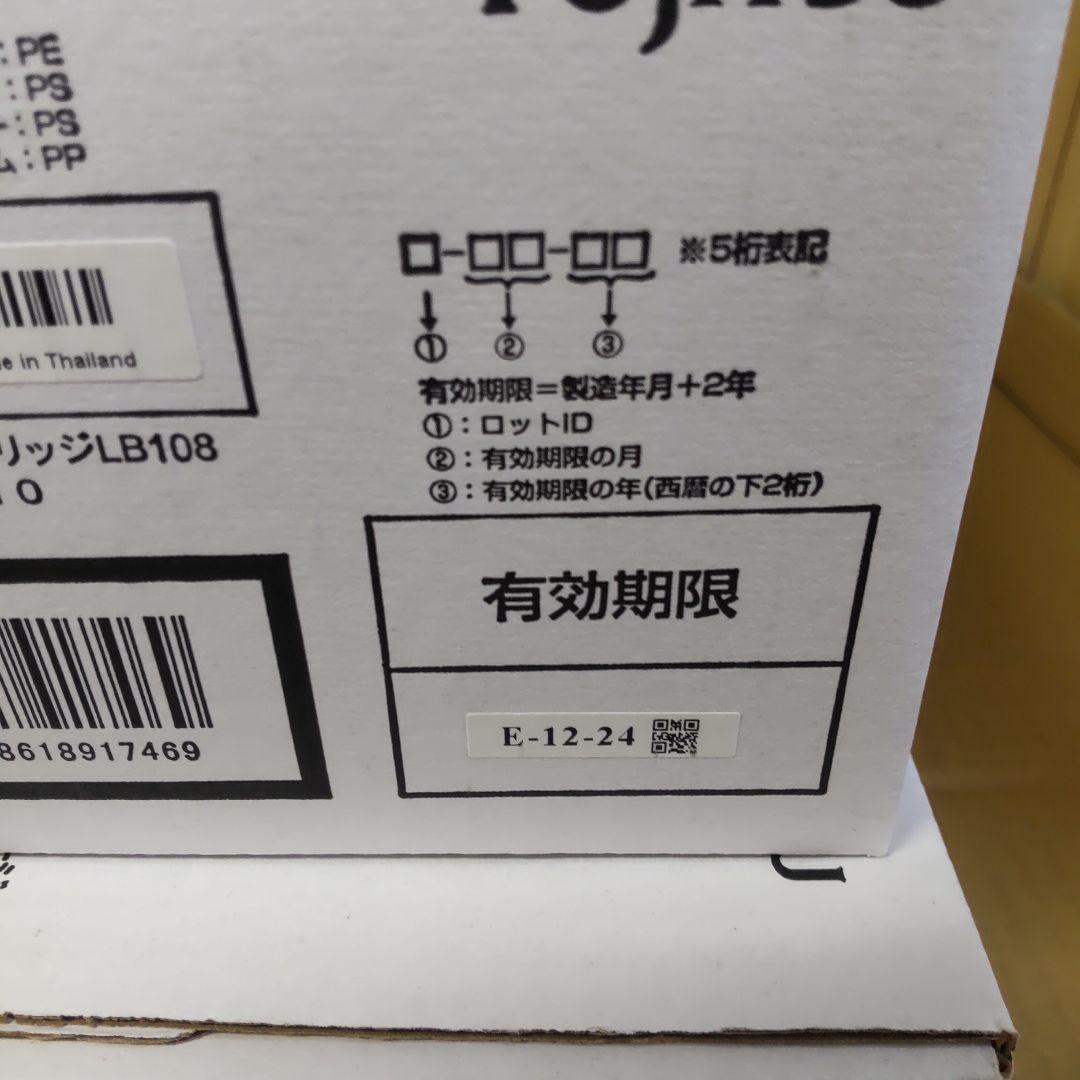 :PE
:PS
ー:PS
ム:PP
□-□□-□□ ※5桁表記
① ② ③
有効期限=製造年月+2年
①:ロットID
②:有効期限の月
③:有効期限の年(西暦の下2桁)
e in Thailand
リッジLB108
10
有効期限
E-12-24
8618917469